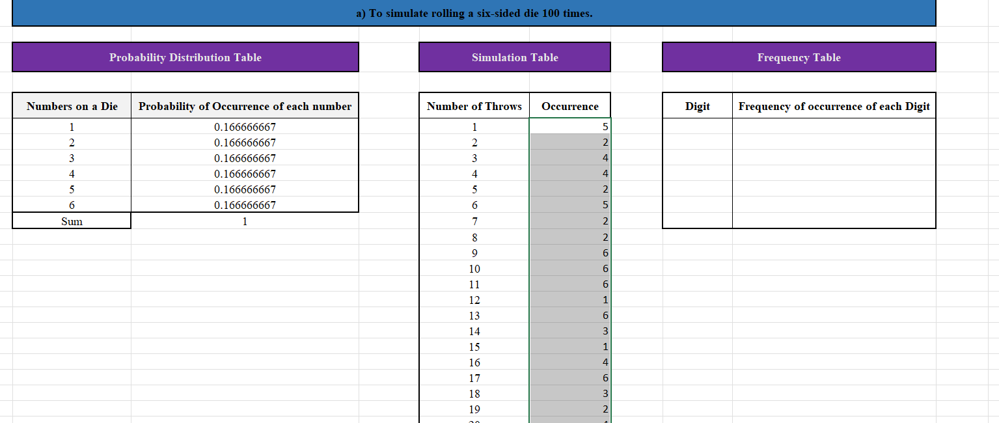 a) To simulate rolling a six-sided die 100 times.
Probability Distribution Table Simulation Table Frequency Table
Numbers on a Die Probability of Occurrence of each number Number of Throws Occurrence Digit Frequency of occurrence of each Digit
1 0.166666667 1 5
2 0.166666667 2 2
3 0.166666667 3 4
4 0.166666667 4 4
5 0.166666667 5 2
6 0.166666667 6 5
Sum 1 7 2
8 2
9 6
10 6
11 6
12 1
13 6
14 3
15 1
16 4
17 6
18 3
19 2